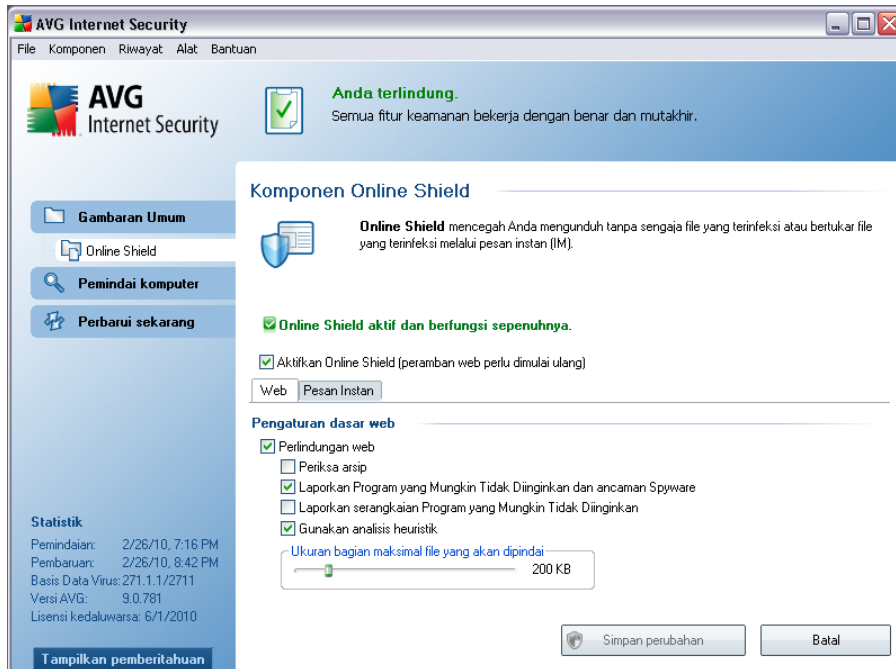 AVG Internet Security
File Komponen Riwayat Alat Bantuan
AVG
Internet Security
Anda terlindung.
Semua fitur keamanan bekerja dengan benar dan mutakhir.
Gambaran Umum
Online Shield
Pemindai komputer
Perbarui sekarang
Statistik
Pemindaian: 2/26/10, 7:16 PM
Pembaruan: 2/26/10, 8:42 PM
Basis Data Virus: 271.1.1/2711
Versi AVG: 9.0.781
Lisensi kedaluwarsa: 6/1/2010
Tampilkan pemberitahuan
Komponen Online Shield
Online Shield mencegah Anda mengunduh tanpa sengaja file yang terinfeksi atau bertukar file
yang terinfeksi melalui pesan instan (IM).
Online Shield aktif dan berfungsi sepenuhnya.
Aktifkan Online Shield (peramban web perlu dimulai ulang)
Web Pesan Instan
Pengaturan dasar web
Perlindungan web
Periksa arsip
Laporkan Program yang Mungkin Tidak Diinginkan dan ancaman Spyware
Laporkan serangkaian Program yang Mungkin Tidak Diinginkan
Gunakan analisis heuristik
Ukuran bagian maksimal file yang akan dipindai
200 KB
Simpan perubahan
Batal